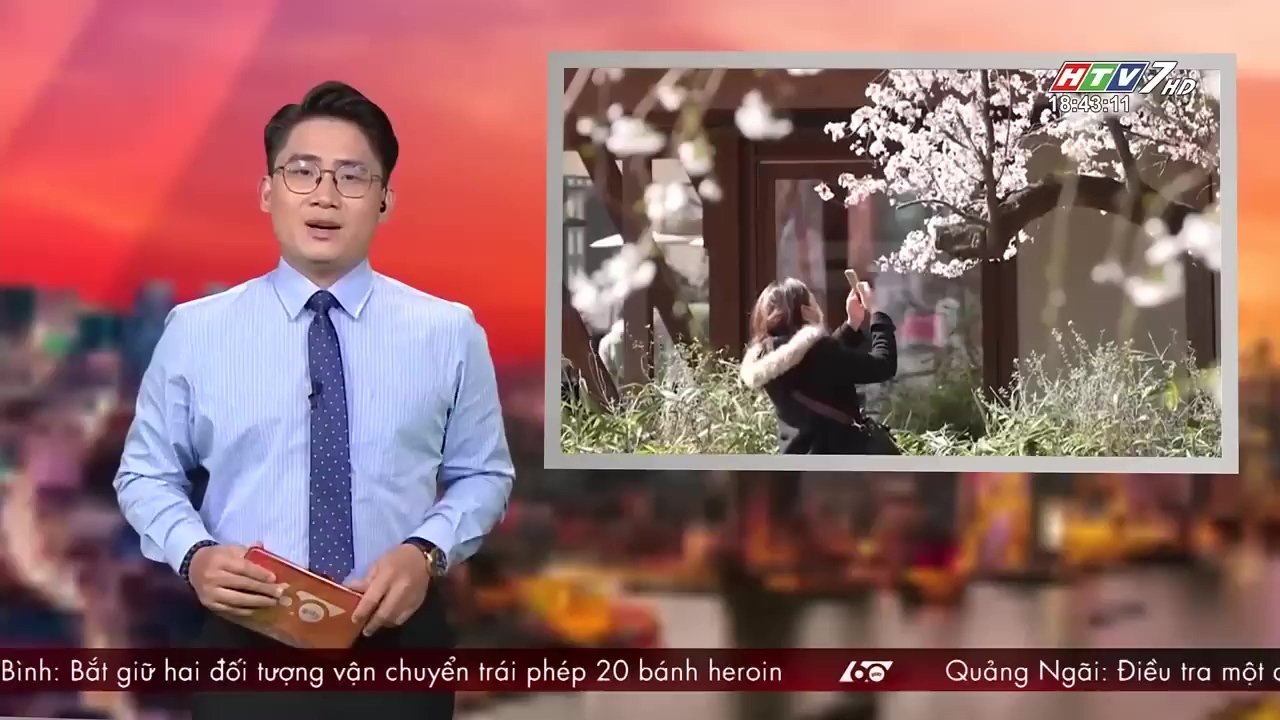 HTV7 HD
18:43:11
Bình: Bắt giữ hai đối tượng vận chuyển trái phép 20 bánh heroin 60 Quảng Ngãi: Điều tra một